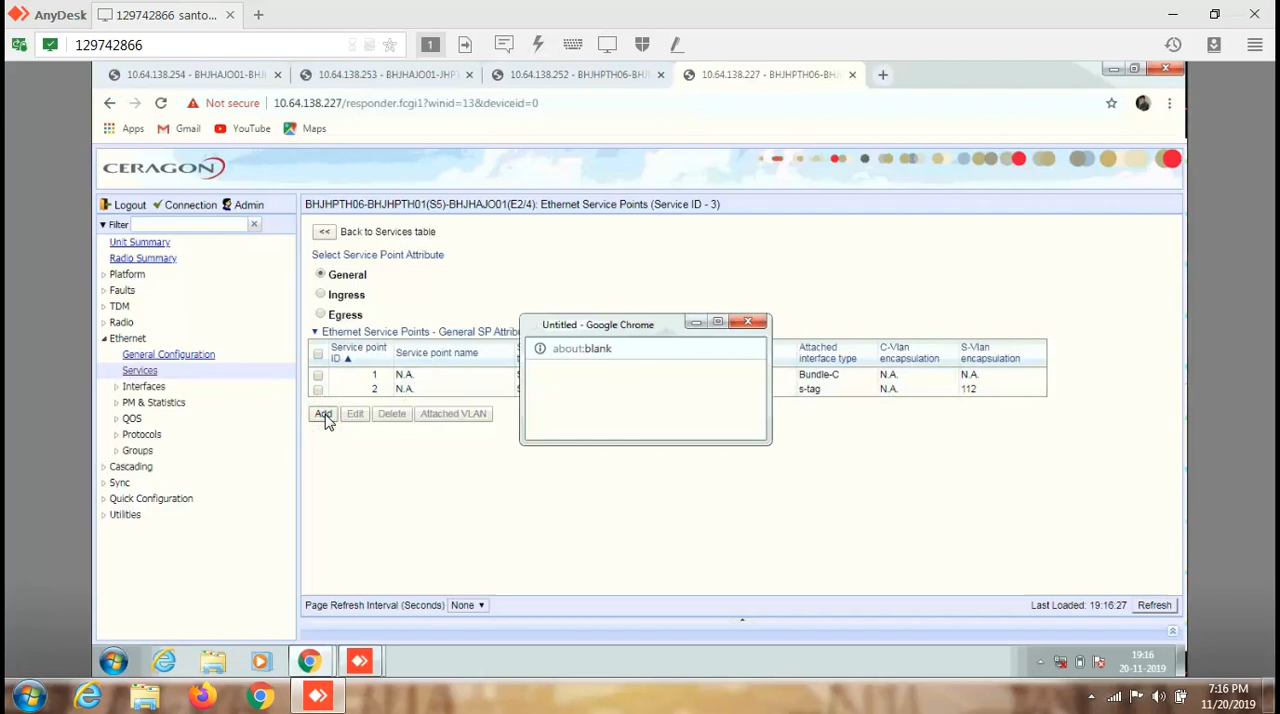 AnyDesk 129742866 santo...
129742866 1
10.64.138.254 - BHJHAJO01-BHJ 10.64.138.253 - BHJHAJO01-JHP 10.64.138.252 - BHJHPTH06-BHJ 10.64.138.227 - BHJHPTH06-BHJ
Not secure 10.64.138.227/responder.fcgi1?winid=13&deviceid=0
Apps Gmail YouTube Maps
CERAGON
Logout Connection Admin
Filter
Unit Summary
Radio Summary
Platform
Faults
TDM
Radio
Ethernet
General Configuration
Services
Interfaces
PM & Statistics
QOS
Protocols
Groups
Cascading
Sync
Quick Configuration
Utilities
BHJHPTH06-BHJHPTH01(S5)-BHJHAJO01(E2/4): Ethernet Service Points (Service ID - 3)
<< Back to Services table
Select Service Point Attribute
General
Ingress
Egress
Ethernet Service Points - General SP Attribu
Service point ID Service point name Attached interface type C-Vlan encapsulation S-Vlan encapsulation
1 N.A. Bundle-C N.A. N.A.
2 N.A. s-tag N.A. 112
Add Edit Delete Attached VLAN
Untitled - Google Chrome
about:blank
Page Refresh Interval (Seconds) None Last Loaded: 19:16:27 Refresh
19:16
20-11-2019
7:16 PM
11/20/2019